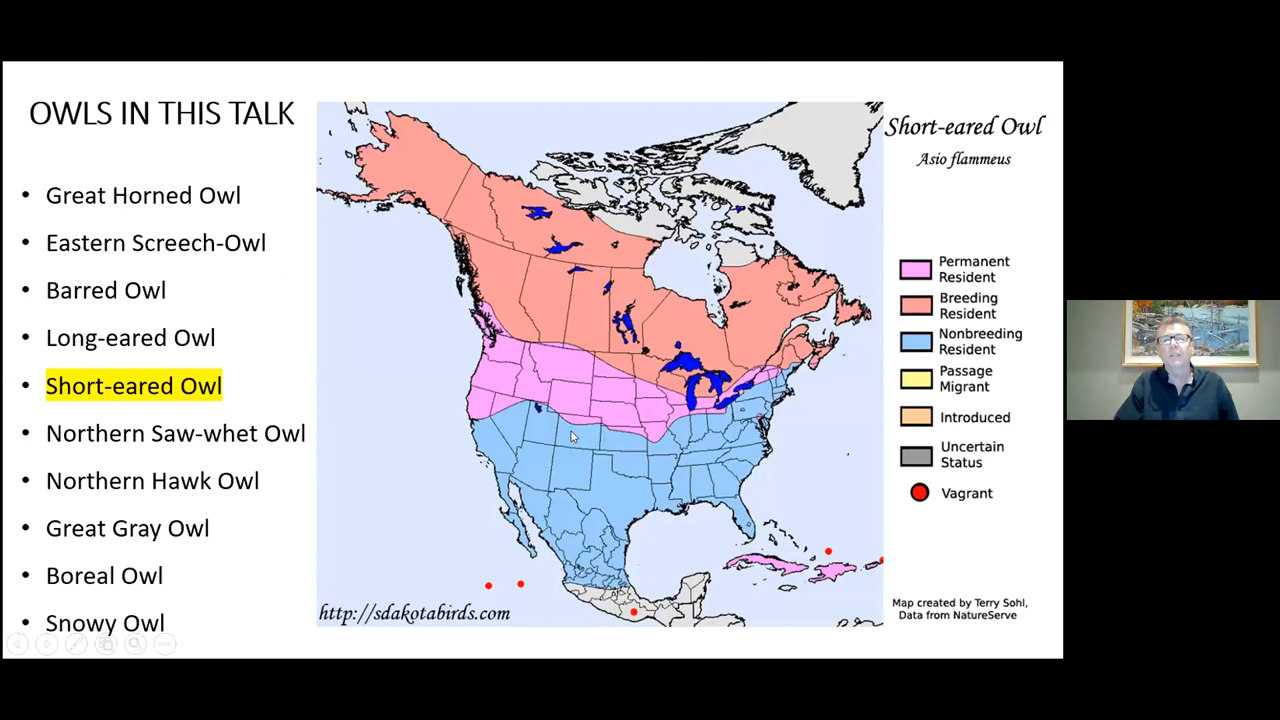 OWLS IN THIS TALK
• Great Horned Owl
• Eastern Screech-Owl
• Barred Owl
• Long-eared Owl
• Short-eared Owl
• Northern Saw-whet Owl
• Northern Hawk Owl
• Great Gray Owl
• Boreal Owl
• Snowy Owl
http://sdakotabirds.com
Short-eared Owl
Asio flammeus
Permanent
Resident
Breeding
Resident
Nonbreeding
Resident
Passage
Migrant
Introduced
Uncertain
Status
Vagrant
Map created by Terry Sohl,
Data from NatureServe